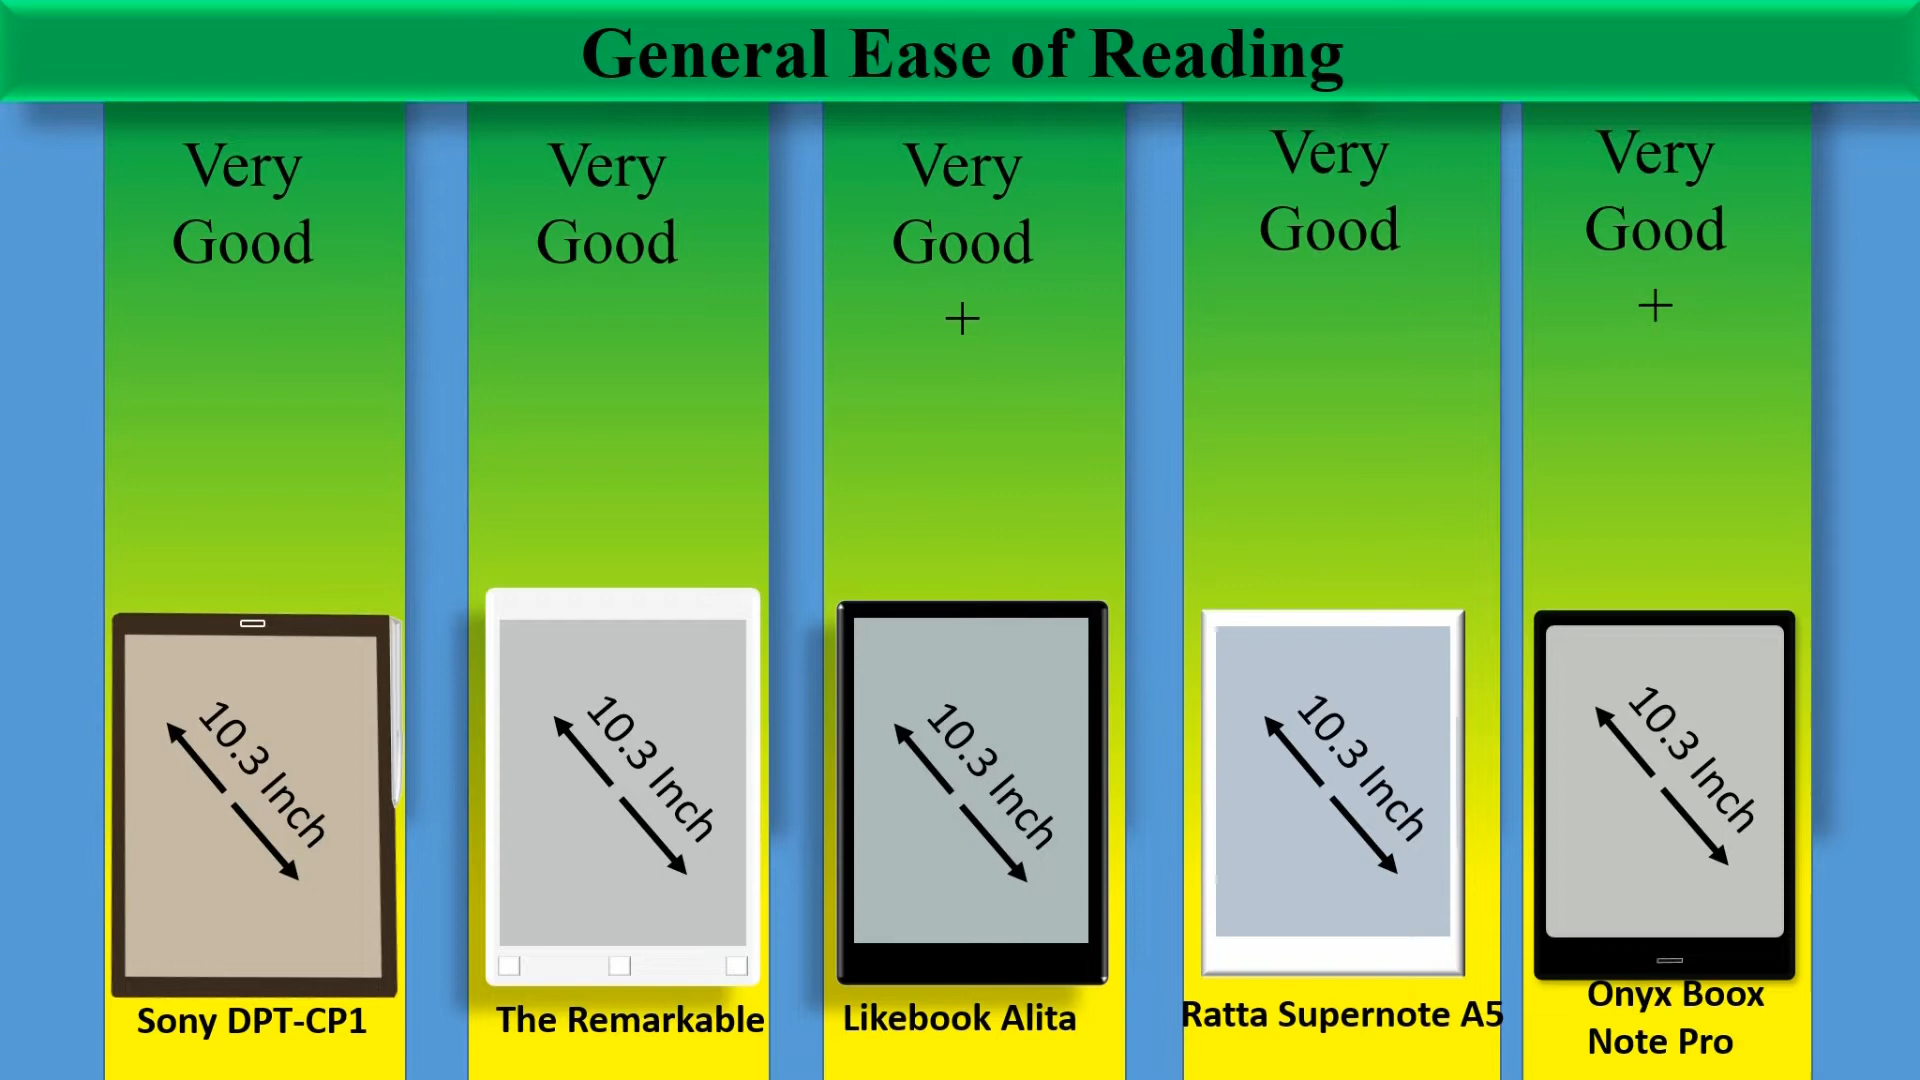 General Ease of Reading
Very
Good
Very
Good
Very
Good
+
Very
Good
Very
Good
+
10.3 Inch
10.3 Inch
10.3 Inch
10.3 Inch
10.3 Inch
Sony DPT-CP1
The Remarkable
Likebook Alita
Ratta Supernote A5
Onyx Boox
Note Pro